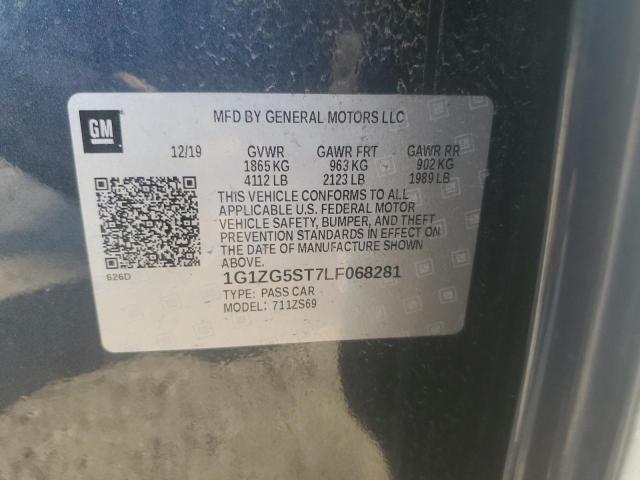 GM
MFD BY GENERAL MOTORS LLC
12/19 GVWR GAWR FRT GAWR RR
1865 KG 963 KG 902 KG
4112 LB 2123 LB 1989 LB
THIS VEHICLE CONFORMS TO ALL
APPLICABLE U.S. FEDERAL MOTOR
VEHICLE SAFETY, BUMPER, AND THEFT
PREVENTION STANDARDS IN EFFECT ON
THE DATE OF MANUFACTURE SHOWN
ABOVE.
626D
1G1ZG5ST7LF068281
TYPE: PASS CAR
MODEL: 711ZS69